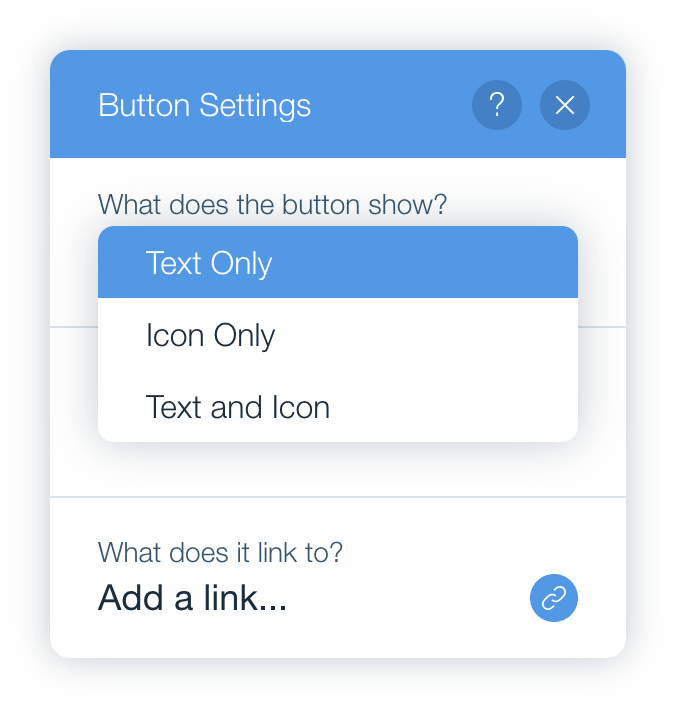 Button Settings
?
What does the button show?
Text Only
Icon Only
Text and Icon
What does it link to?
Add a link...